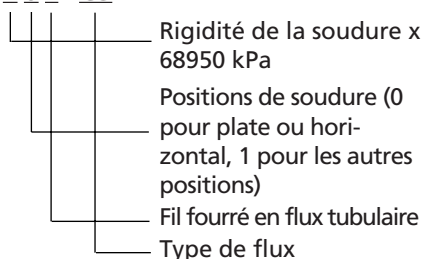 Rigidité de la soudure x
68950 kPa
Positions de soudure (0
pour plate ou hori-
zontal, 1 pour les autres
positions)
Fil fourré en flux tubulaire
Type de flux